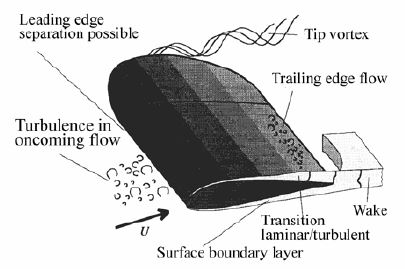 Leading edge
separation possible
Tip vortex
Trailing edge flow
Turbulence in
oncoming flow
U
Transition
laminar/turbulent
Wake
Surface boundary layer